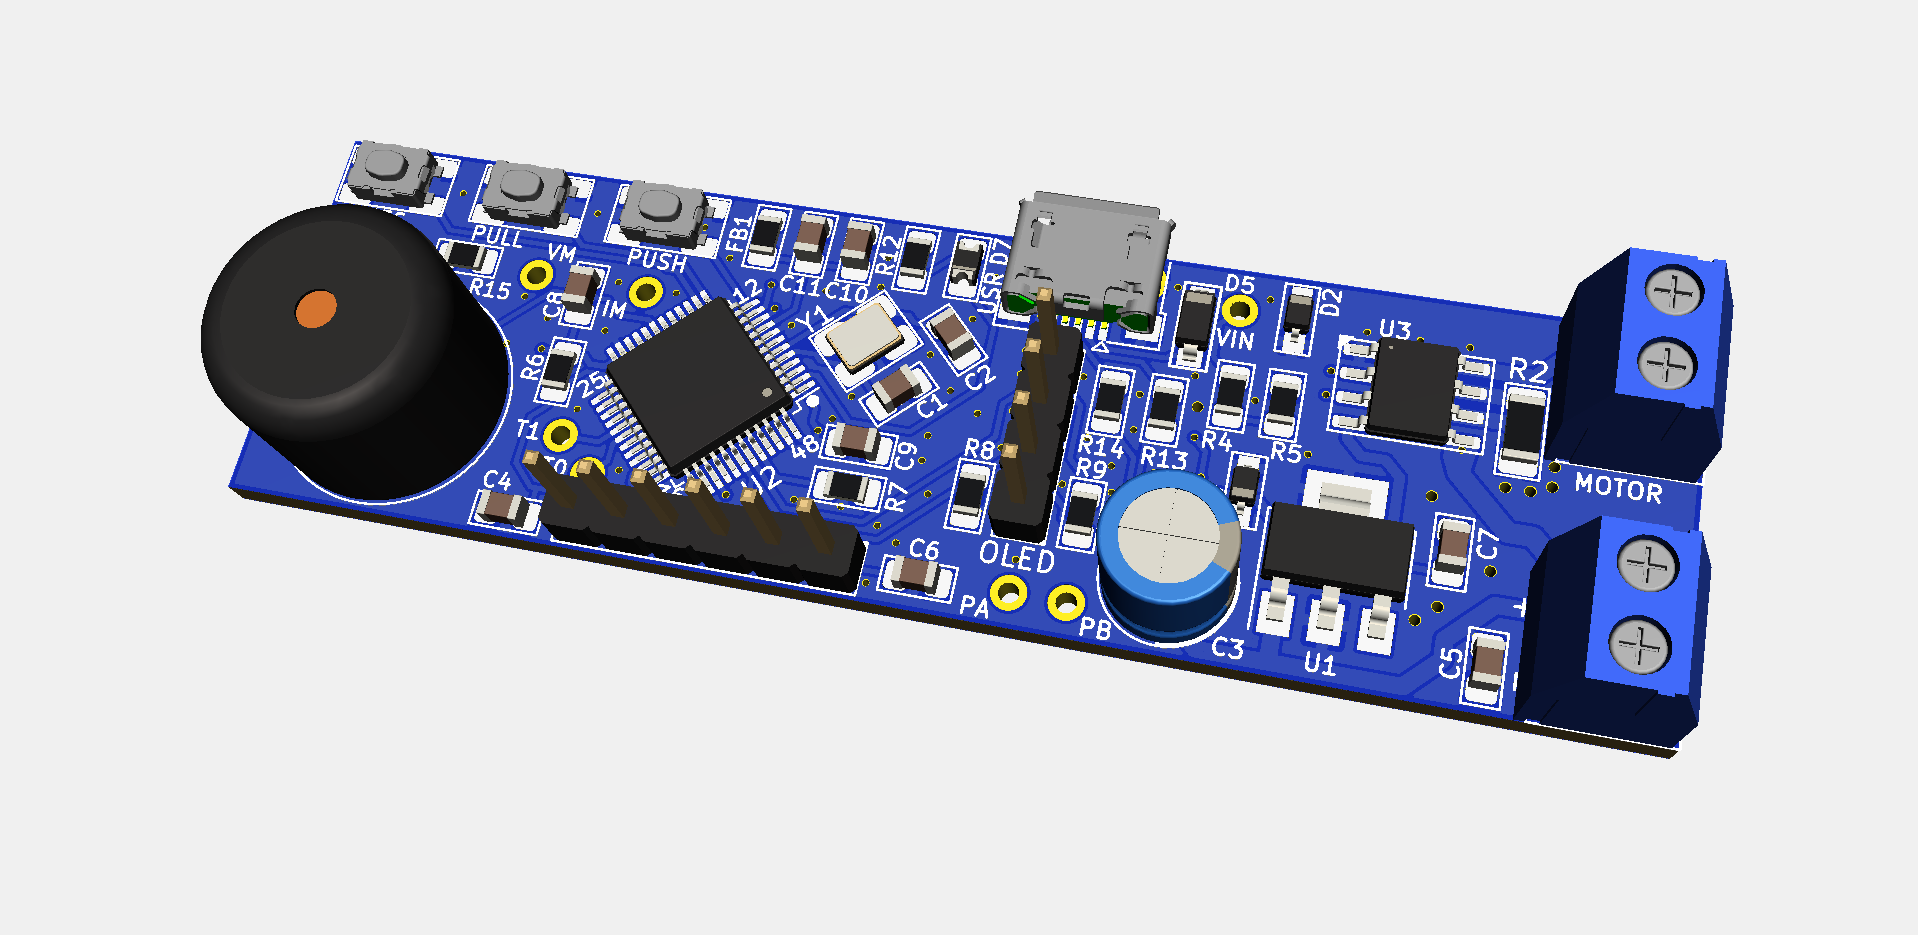 PULL
VM
PUSH
FB1
C11
C10
R12
D7
USR
R15
C8
IM
12
Y1
D5
VIN
D2
U3
R2
R6
25
C2
C1
T1
T0
48
C9
R8
R14
R9
R13
R4
R5
MOTOR
C4
J2
R7
OLED
C6
PA
PB
C3
U1
C7
C5